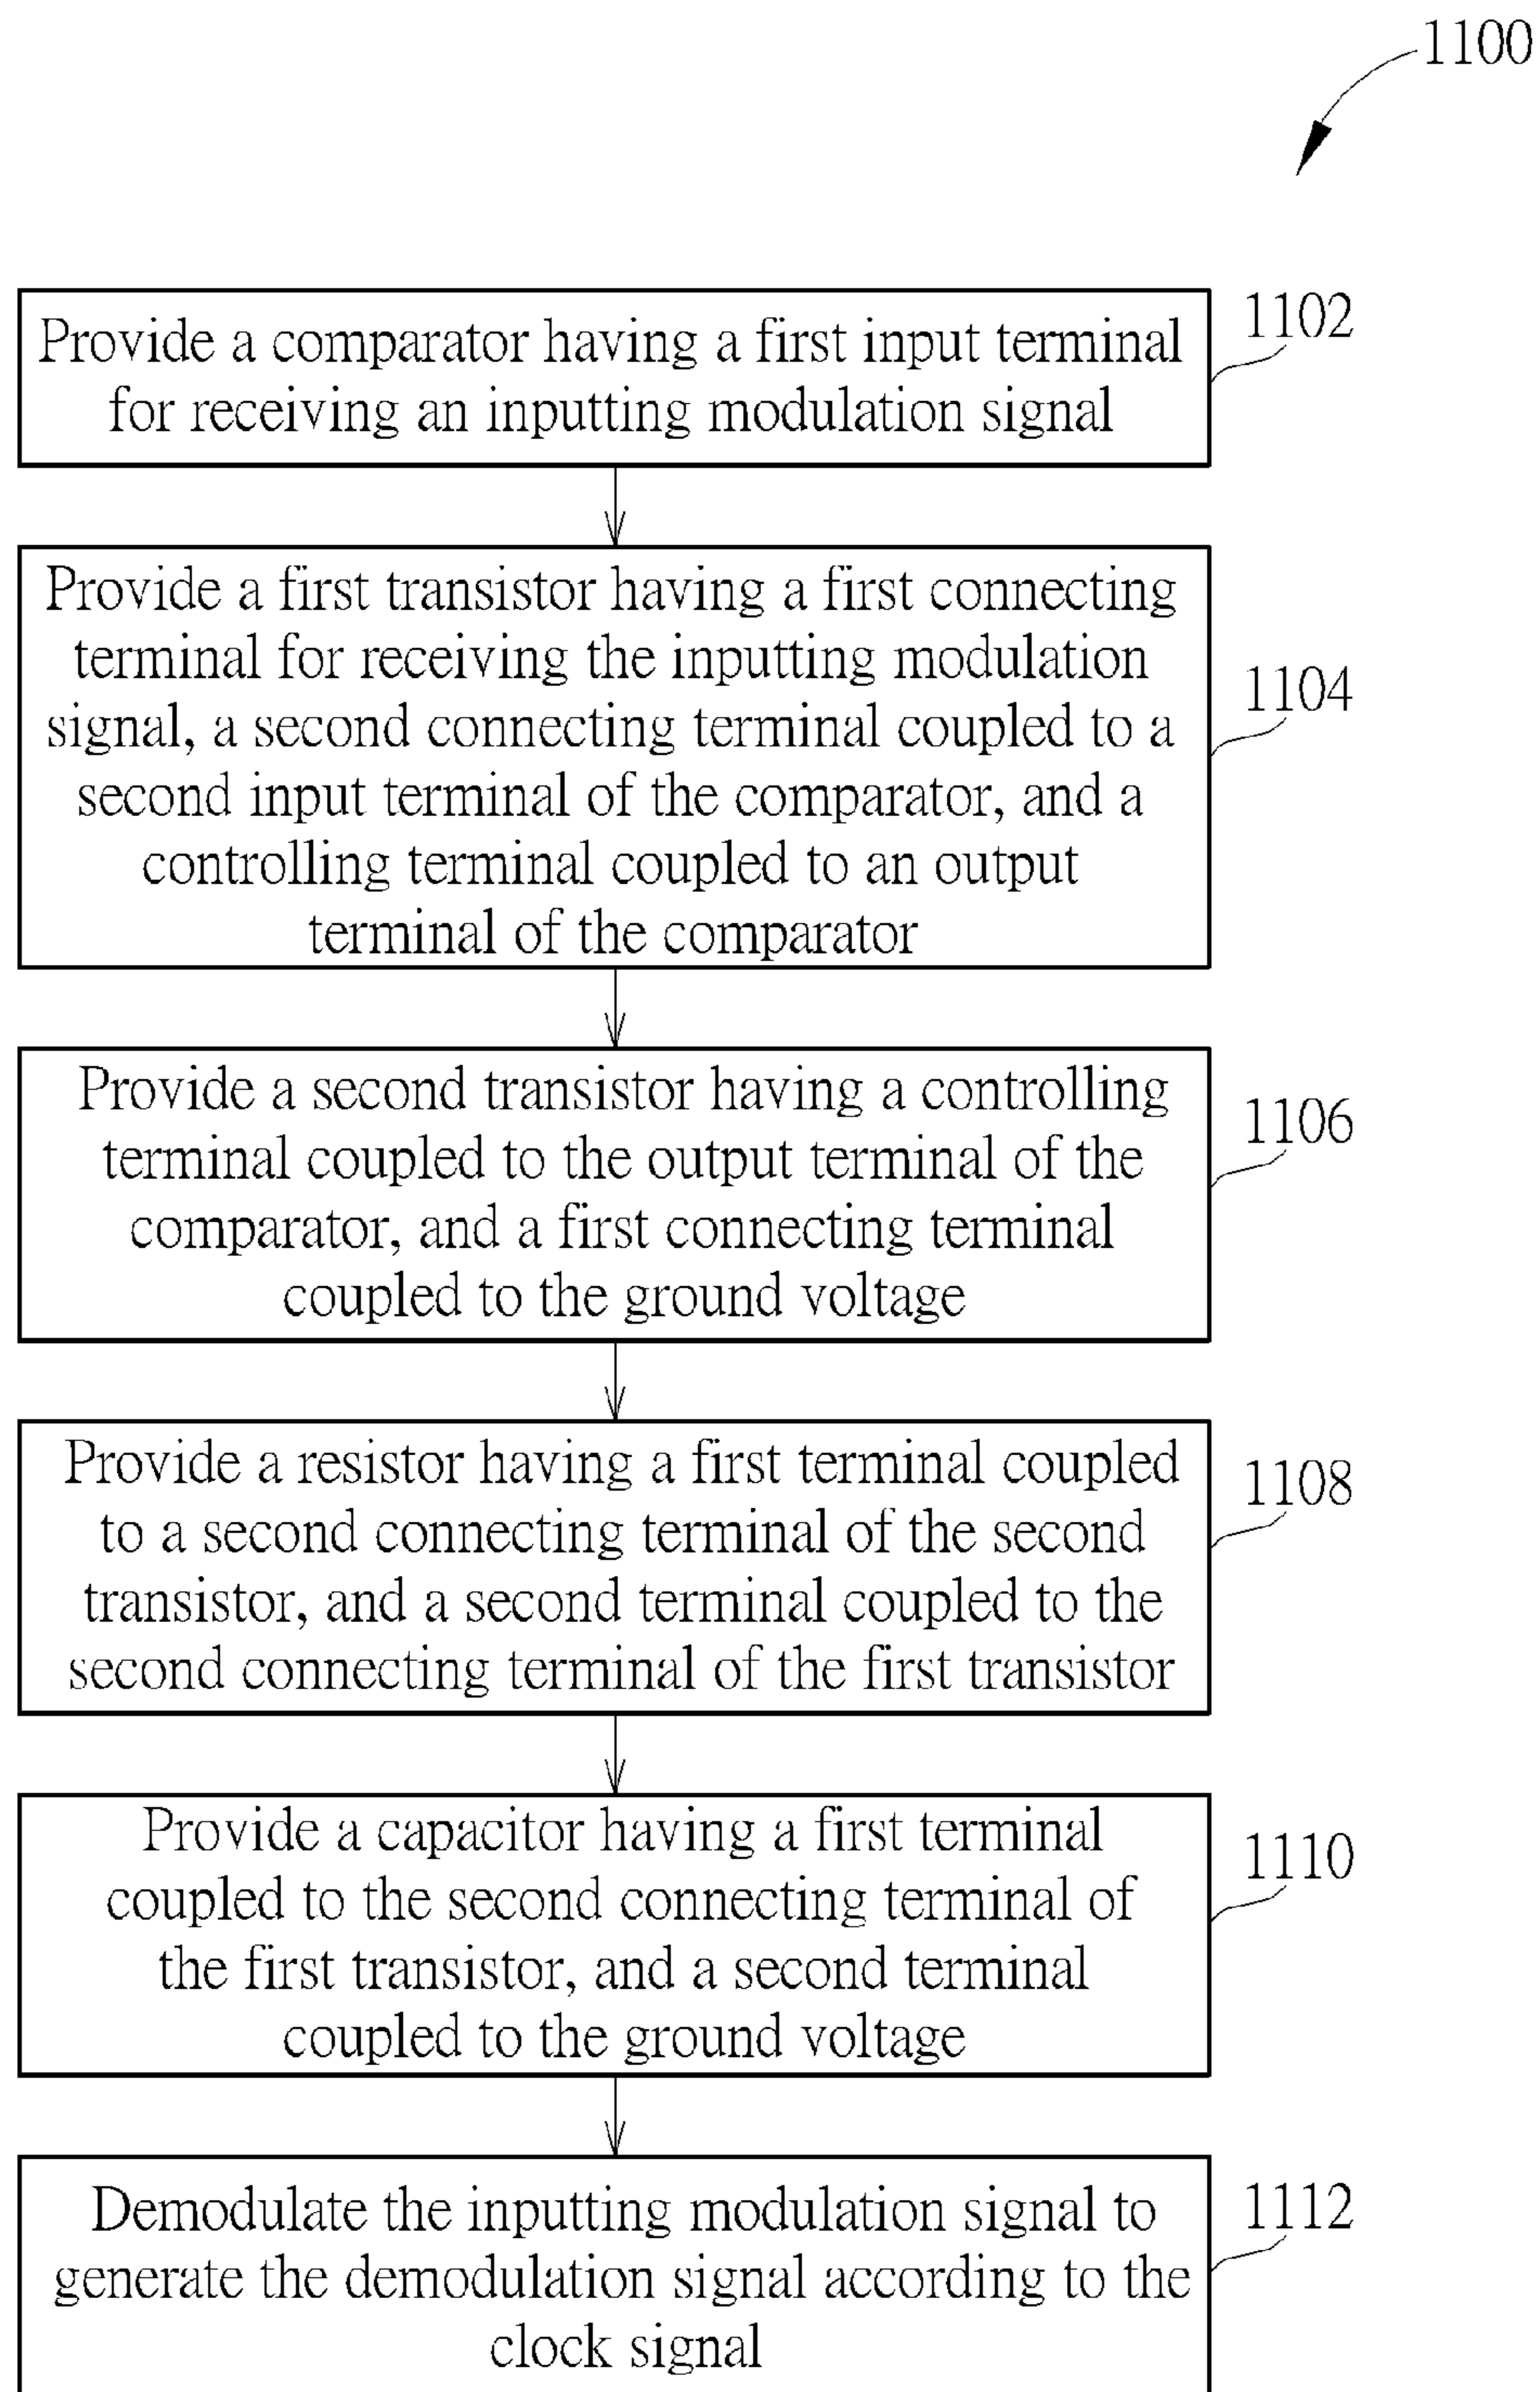 1100
Provide a comparator having a first input terminal
for receiving an inputting modulation signal
1102
Provide a first transistor having a first connecting
terminal for receiving the inputting modulation
signal, a second connecting terminal coupled to a
second input terminal of the comparator, and a
controlling terminal coupled to an output
terminal of the comparator
1104
Provide a second transistor having a controlling
terminal coupled to the output terminal of the
comparator, and a first connecting terminal
coupled to the ground voltage
1106
Provide a resistor having a first terminal coupled
to a second connecting terminal of the second
transistor, and a second terminal coupled to the
second connecting terminal of the first transistor
1108
Provide a capacitor having a first terminal
coupled to the second connecting terminal of
the first transistor, and a second terminal
coupled to the ground voltage
1110
Demodulate the inputting modulation signal to
generate the demodulation signal according to the
clock signal
1112